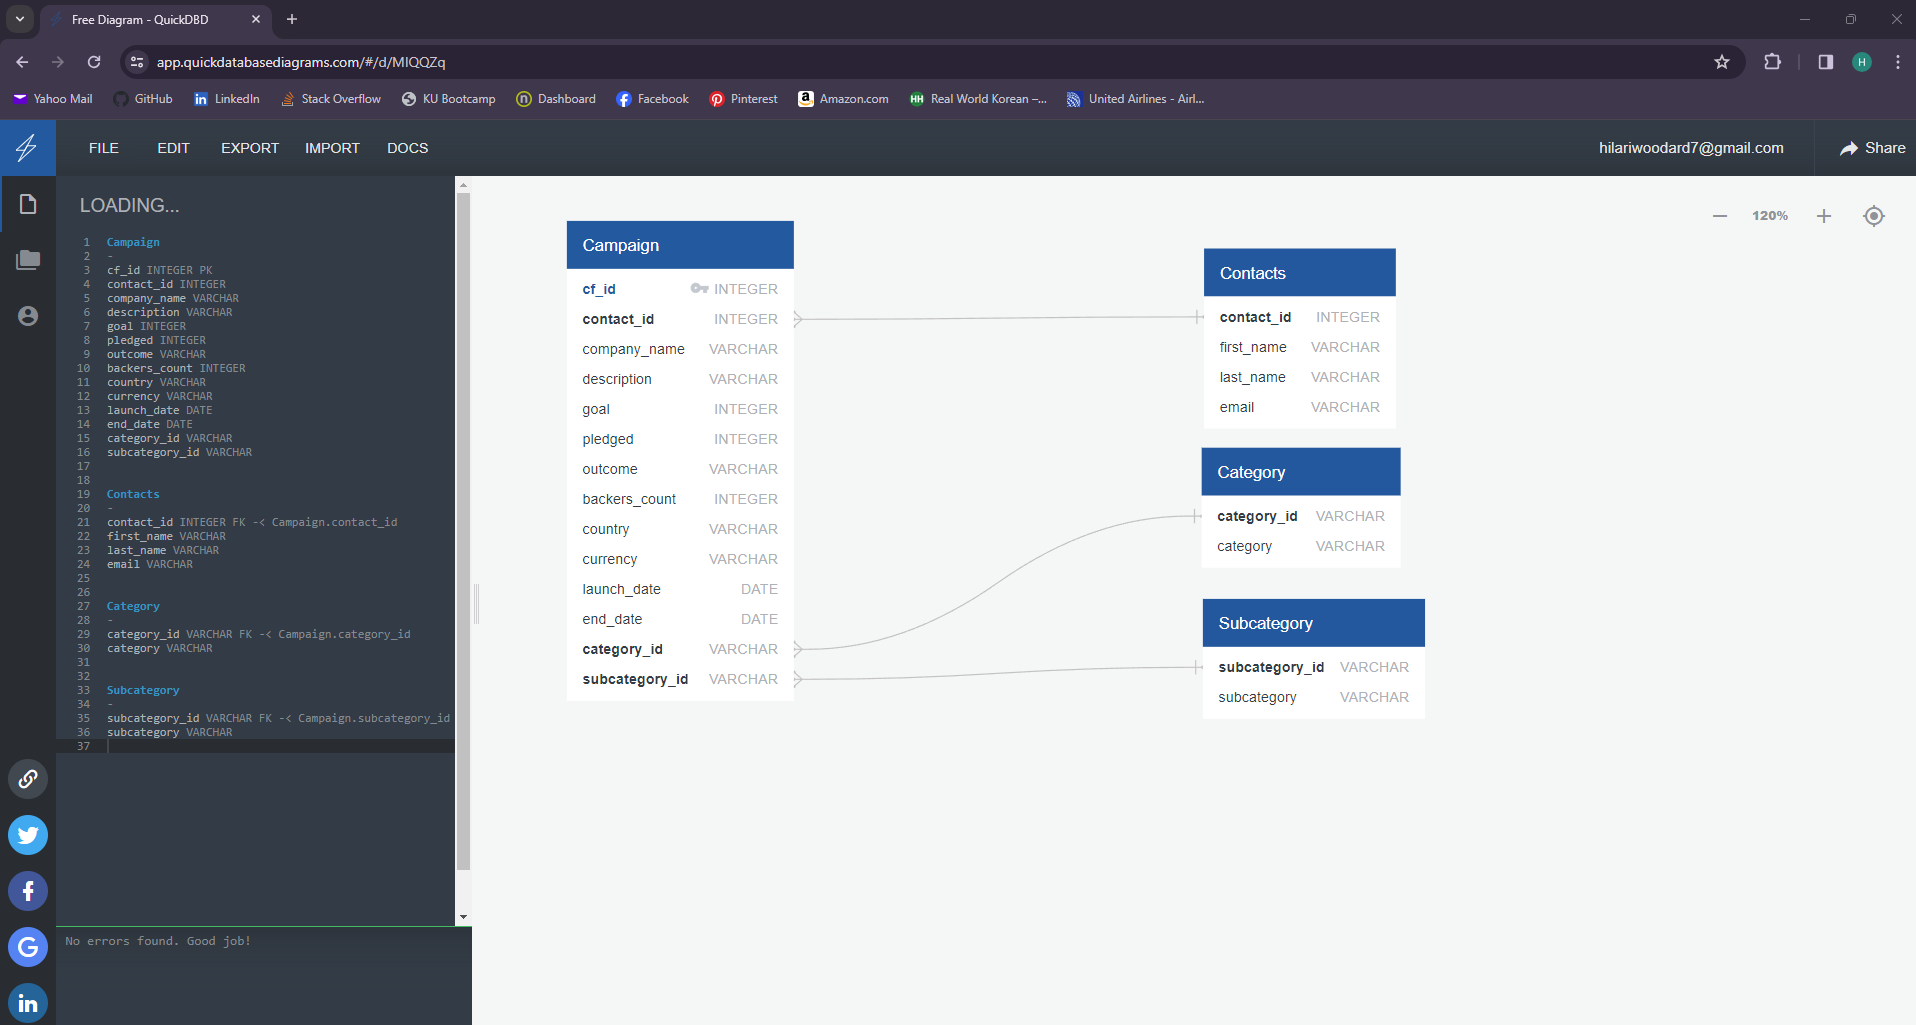 Free Diagram - QuickDBD
app.quickdatabasediagrams.com/#/d/MIQQZq
H
Yahoo Mail
GitHub
LinkedIn
Stack Overflow
KU Bootcamp
Dashboard
Facebook
Pinterest
Amazon.com
HH Real World Korean –...
United Airlines - Airl...
FILE
EDIT
EXPORT
IMPORT
DOCS
hilariwoodard7@gmail.com
Share
LOADING...
1 Campaign
2 -
3 cf_id INTEGER PK
4 contact_id INTEGER
5 company_name VARCHAR
6 description VARCHAR
7 goal INTEGER
8 pledged INTEGER
9 outcome VARCHAR
10 backers_count INTEGER
11 country VARCHAR
12 currency VARCHAR
13 launch_date DATE
14 end_date DATE
15 category_id VARCHAR
16 subcategory_id VARCHAR
17
18
19 Contacts
20 -
21 contact_id INTEGER FK -< Campaign.contact_id
22 first_name VARCHAR
23 last_name VARCHAR
24 email VARCHAR
25
26
27 Category
28 -
29 category_id VARCHAR FK -< Campaign.category_id
30 category VARCHAR
31
32
33 Subcategory
34 -
35 subcategory_id VARCHAR FK -< Campaign.subcategory_id
36 subcategory VARCHAR
37
No errors found. Good job!
120%
Campaign
cf_id INTEGER
contact_id INTEGER
company_name VARCHAR
description VARCHAR
goal INTEGER
pledged INTEGER
outcome VARCHAR
backers_count INTEGER
country VARCHAR
currency VARCHAR
launch_date DATE
end_date DATE
category_id VARCHAR
subcategory_id VARCHAR
Contacts
contact_id INTEGER
first_name VARCHAR
last_name VARCHAR
email VARCHAR
Category
category_id VARCHAR
category VARCHAR
Subcategory
subcategory_id VARCHAR
subcategory VARCHAR